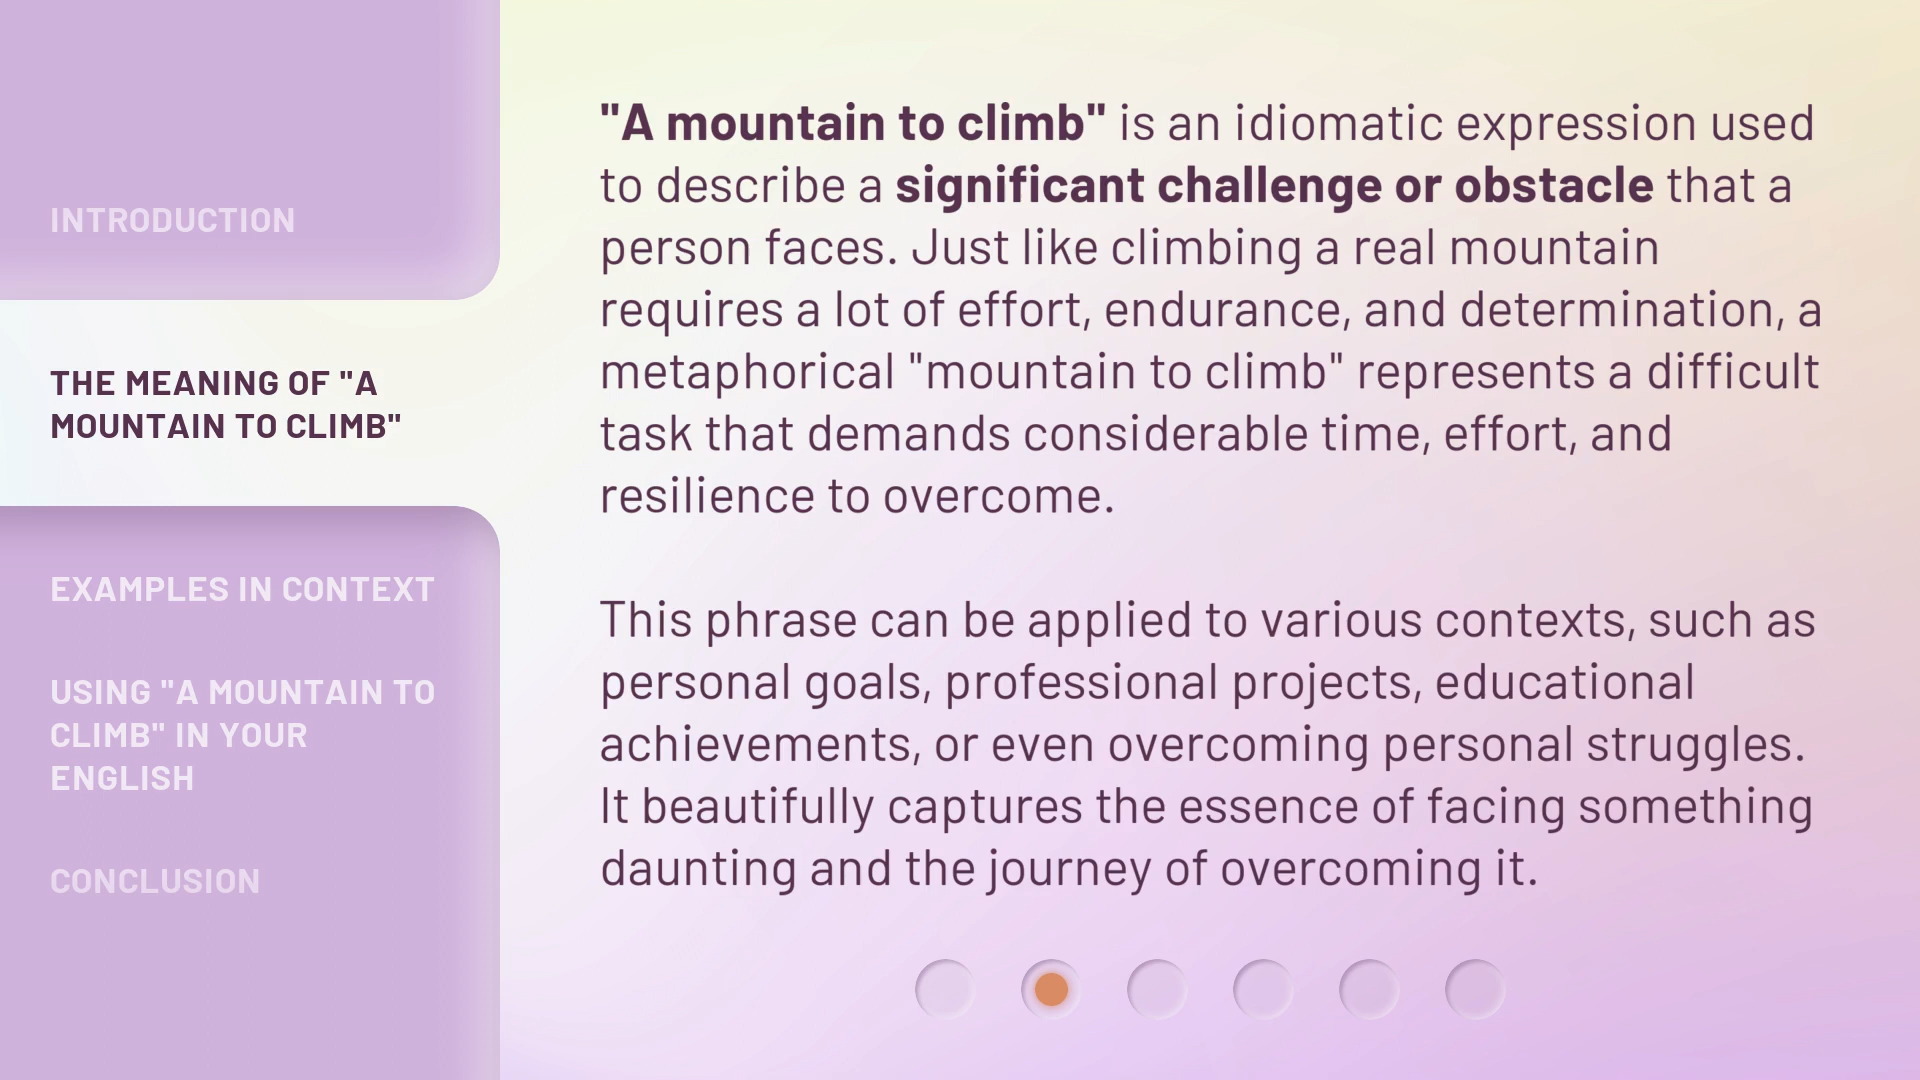 INTRODUCTION
THE MEANING OF "A
MOUNTAIN TO CLIMB"
EXAMPLES IN CONTEXT
USING "A MOUNTAIN TO
CLIMB" IN YOUR
ENGLISH
CONCLUSION
"A mountain to climb" is an idiomatic expression used
to describe a significant challenge or obstacle that a
person faces. Just like climbing a real mountain
requires a lot of effort, endurance, and determination, a
metaphorical "mountain to climb" represents a difficult
task that demands considerable time, effort, and
resilience to overcome.
This phrase can be applied to various contexts, such as
personal goals, professional projects, educational
achievements, or even overcoming personal struggles.
It beautifully captures the essence of facing something
daunting and the journey of overcoming it.